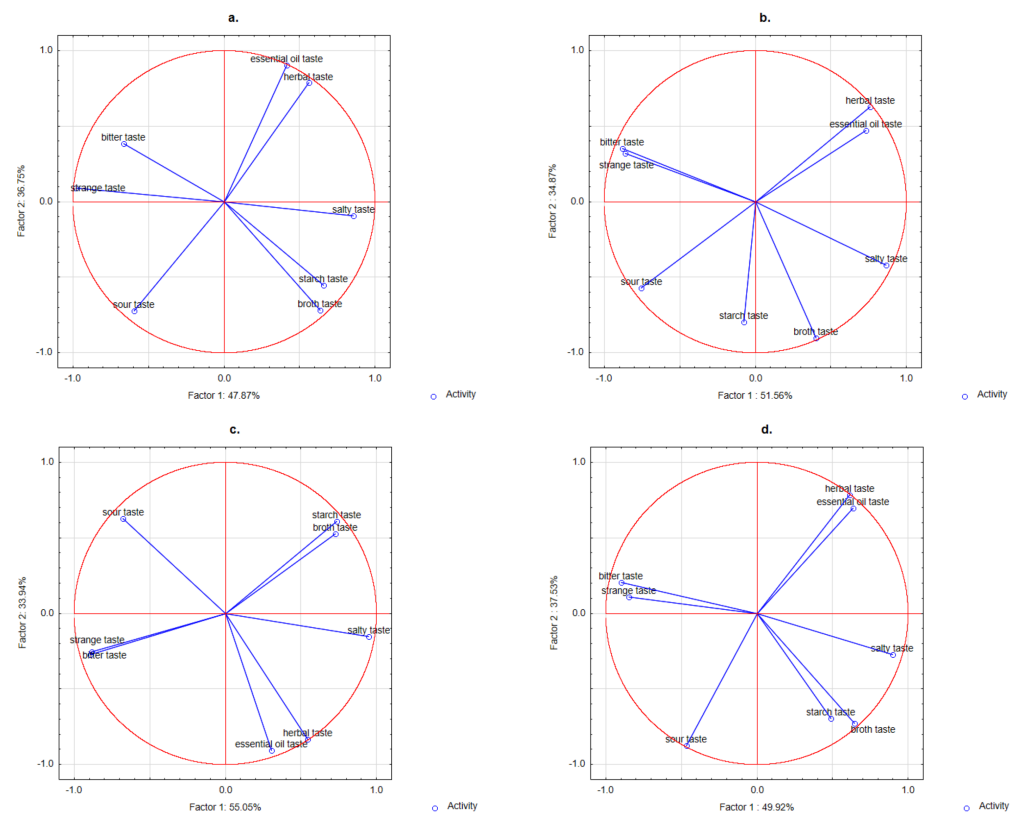 a.
1.0
0.0
-1.0
Factor 2: 36.75%
essential oil taste
herbal taste
bitter taste
strange taste
salty taste
starch taste
broth taste
sour taste
-1.0 0.0 1.0
Factor 1: 47.87%
Activity
b.
1.0
0.0
-1.0
Factor 2 : 34.87%
herbal taste
essential oil taste
bitter taste
strange taste
salty taste
sour taste
starch taste
broth taste
-1.0 0.0 1.0
Factor 1 : 51.56%
Activity
c.
1.0
0.0
-1.0
Factor 2: 33.94%
sour taste
starch taste
broth taste
salty taste
strange taste
bitter taste
herbal taste
essential oil taste
-1.0 0.0 1.0
Factor 1: 55.05%
Activity
d.
1.0
0.0
-1.0
Factor 2 : 37.53%
herbal taste
essential oil taste
bitter taste
strange taste
salty taste
starch taste
broth taste
sour taste
-1.0 0.0 1.0
Factor 1 : 49.92%
Activity